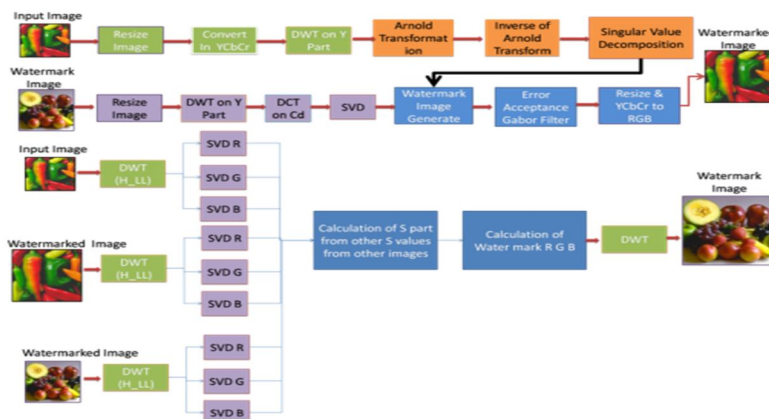 Input Image
Resize
Image
Convert
In YCbCr
DWT on Y
Part
Arnold
Transformat
ion
Inverse of
Arnold
Transform
Singular Value
Decomposition
Watermarked
Image
Watermark
Image
Resize
Image
DWT on Y
Part
DCT
on Cd
SVD
Watermark
Image
Generate
Error
Acceptance
Gabor Filter
Resize &
YCbCr to
RGB
Input Image
DWT
(H_LL)
SVD R
SVD G
SVD B
Watermarked Image
DWT
(H_LL)
SVD R
SVD G
SVD B
Calculation of S part
from other S values
from other images
Calculation of
Water mark R G B
DWT
Watermark
Image
Watermarked Image
DWT
(H_LL)
SVD R
SVD G
SVD B